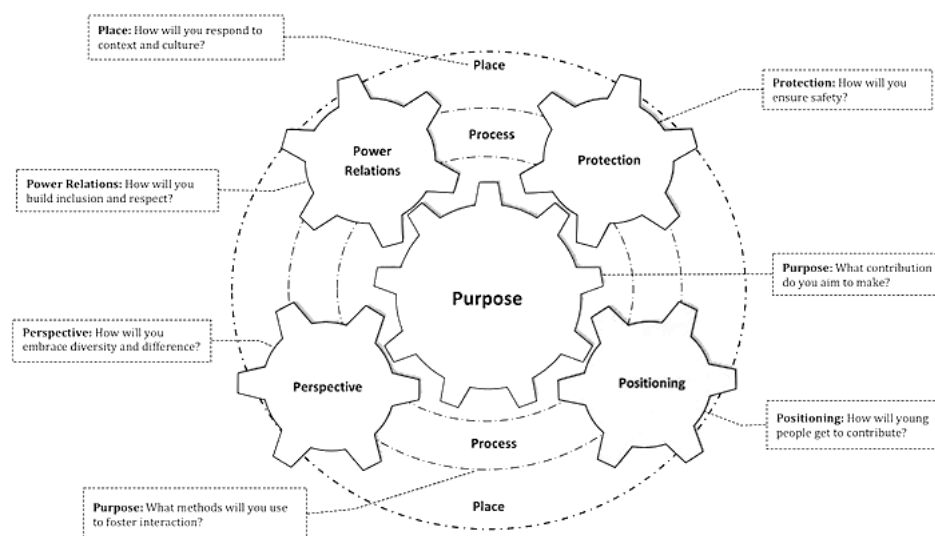 Place: How will you respond to
context and culture?
Place
Protection: How will you
ensure safety?
Process
Power
Relations
Protection
Power Relations: How will you
build inclusion and respect?
Purpose: What contribution
do you aim to make?
Purpose
Perspective: How will you
embrace diversity and difference?
Perspective
Positioning
Positioning: How will young
people get to contribute?
Process
Purpose: What methods will you use
to foster interaction?
Place